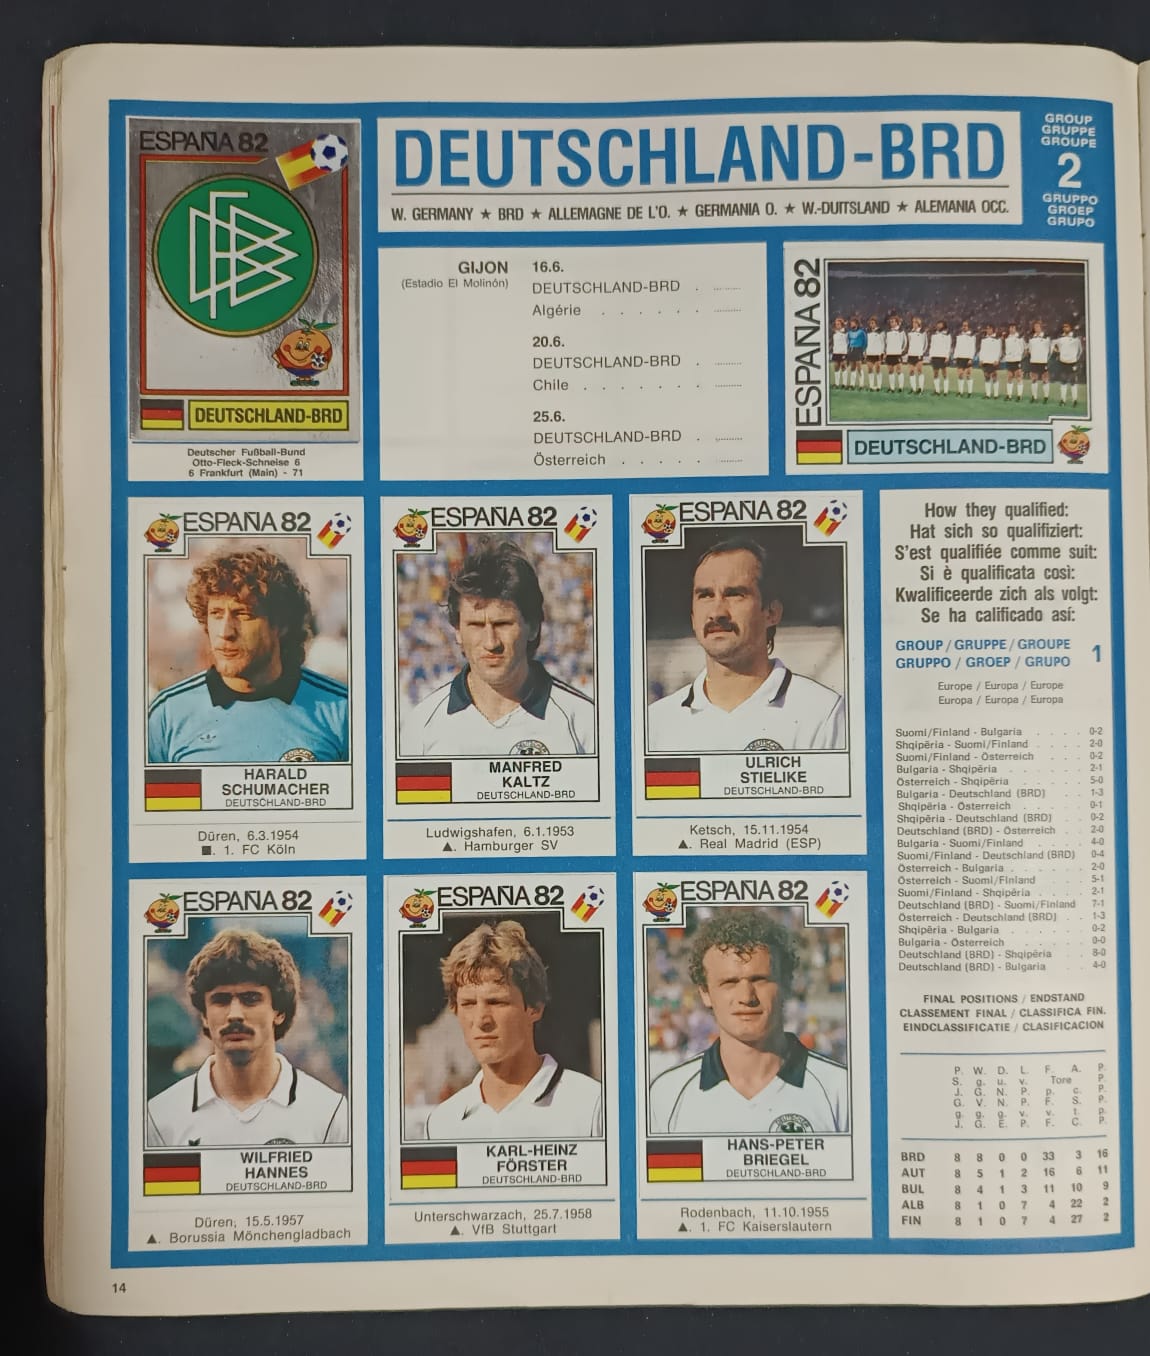 ESPAÑA 82
DEUTSCHLAND-BRD
Deutscher Fußball-Bund
Otto-Fleck-Schneise 6
6 Frankfurt (Main) - 71
DEUTSCHLAND-BRD
W. GERMANY ★ BRD ★ ALLEMAGNE DE L'O. ★ GERMANIA O. ★ W.-DUITSLAND ★ ALEMANIA OCC.
GROUP
GRUPPE
GROUPE
2
GRUPPO
GROEP
GRUPO
GIJON
(Estadio El Molinón)
16.6.
DEUTSCHLAND-BRD . ..........
Algérie . . . . . . ..........
20.6.
DEUTSCHLAND-BRD . ..........
Chile . . . . . . . ..........
25.6.
DEUTSCHLAND-BRD . ..........
Österreich . . . . . ..........
ESPAÑA 82
DEUTSCHLAND-BRD
ESPAÑA 82
HARALD
SCHUMACHER
DEUTSCHLAND-BRD
Düren, 6.3.1954
■. 1. FC Köln
ESPAÑA 82
MANFRED
KALTZ
DEUTSCHLAND-BRD
Ludwigshafen, 6.1.1953
▲. Hamburger SV
ESPAÑA 82
ULRICH
STIELIKE
DEUTSCHLAND-BRD
Ketsch, 15.11.1954
▲. Real Madrid (ESP)
ESPAÑA 82
WILFRIED
HANNES
DEUTSCHLAND-BRD
Düren, 15.5.1957
▲. Borussia Mönchengladbach
ESPAÑA 82
KARL-HEINZ
FÖRSTER
DEUTSCHLAND-BRD
Unterschwarzach, 25.7.1958
▲. VfB Stuttgart
ESPAÑA 82
HANS-PETER
BRIEGEL
DEUTSCHLAND-BRD
Rodenbach, 11.10.1955
▲. 1. FC Kaiserslautern
How they qualified:
Hat sich so qualifiziert:
S'est qualifiée comme suit:
Si è qualificata così:
Kwalificeerde zich als volgt:
Se ha calificado así:
GROUP / GRUPPE / GROUPE
GRUPPO / GROEP / GRUPO 1
Europe / Europa / Europe
Europa / Europa / Europa
Suomi/Finland - Bulgaria . . . . 0-2
Shqipëria - Suomi/Finland . . . . 2-0
Suomi/Finland - Österreich . . . 0-2
Bulgaria - Shqipëria . . . . . . 2-1
Österreich - Shqipëria . . . . . 5-0
Bulgaria - Deutschland (BRD) . . 1-3
Shqipëria - Österreich . . . . . 0-1
Shqipëria - Deutschland (BRD) . . 0-2
Deutschland (BRD) - Österreich . . 2-0
Bulgaria - Suomi/Finland . . . . 4-0
Suomi/Finland - Deutschland (BRD) 0-4
Österreich - Bulgaria . . . . . 2-0
Österreich - Suomi/Finland . . . 5-1
Suomi/Finland - Shqipëria . . . . 2-1
Deutschland (BRD) - Suomi/Finland 7-1
Österreich - Deutschland (BRD) . . 1-3
Shqipëria - Bulgaria . . . . . . 0-2
Bulgaria - Österreich . . . . . 0-0
Deutschland (BRD) - Shqipëria . . 8-0
Deutschland (BRD) - Bulgaria . . 4-0
FINAL POSITIONS / ENDSTAND
CLASSEMENT FINAL / CLASSIFICA FIN.
EINDCLASSIFICATIE / CLASIFICACION
P. W. D. L. F. A. P.
S. g. u. v. Tore P.
J. G. N. P. p. c. P.
G. V. N. P. F. S. P.
g. g. g. v. v. t. p.
J. G. E. P. F. C. P.
BRD 8 8 0 0 33 3 16
AUT 8 5 1 2 16 6 11
BUL 8 4 1 3 11 10 9
ALB 8 1 0 7 4 22 2
FIN 8 1 0 7 4 27 2
14